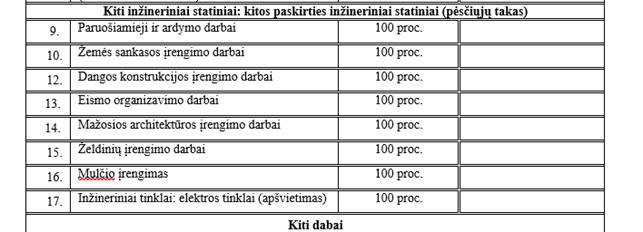 Kiti inžineriniai statiniai: kitos paskirties inžineriniai statiniai (pėsčiųjų takas)
9. Paruošiamieji ir ardymo darbai 100 proc.
10. Žemės sankasos įrengimo darbai 100 proc.
12. Dangos konstrukcijos įrengimo darbai 100 proc.
13. Eismo organizavimo darbai 100 proc.
14. Mažosios architektūros įrengimo darbai 100 proc.
15. Želdinių įrengimo darbai 100 proc.
16. Mulčio įrengimas 100 proc.
17. Inžineriniai tinklai: elektros tinklai (apšvietimas) 100 proc.
Kiti dabai